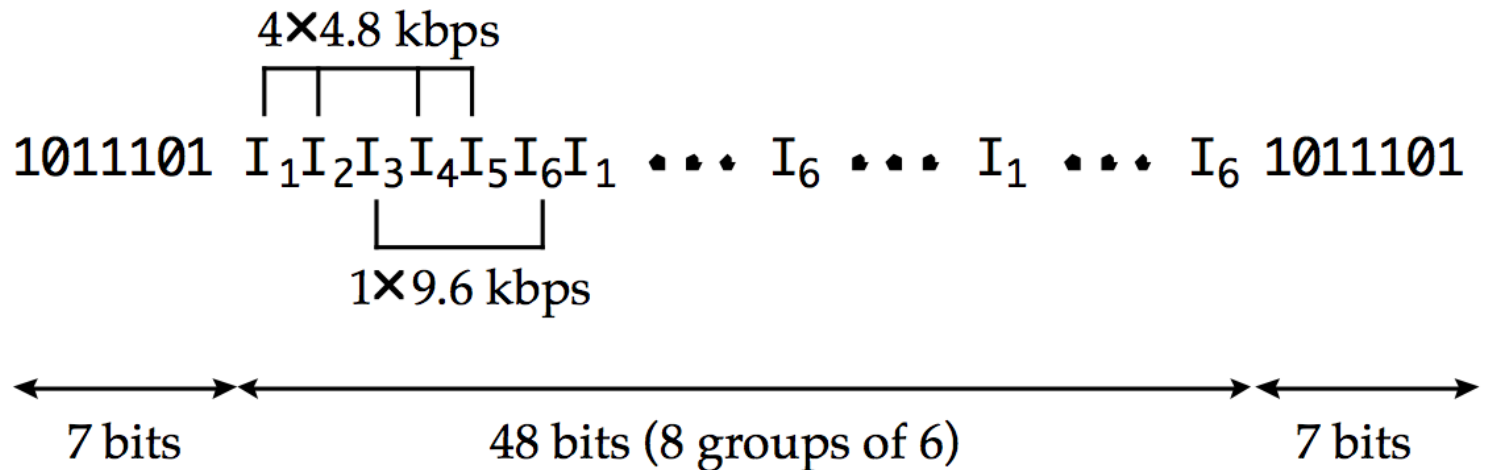 4×4.8 kbps
1011101 I₁I₂I₃I₄I₅I₆I₁ ••• I₆ ••• I₁ ••• I₆ 1011101
1×9.6 kbps
7 bits 48 bits (8 groups of 6) 7 bits